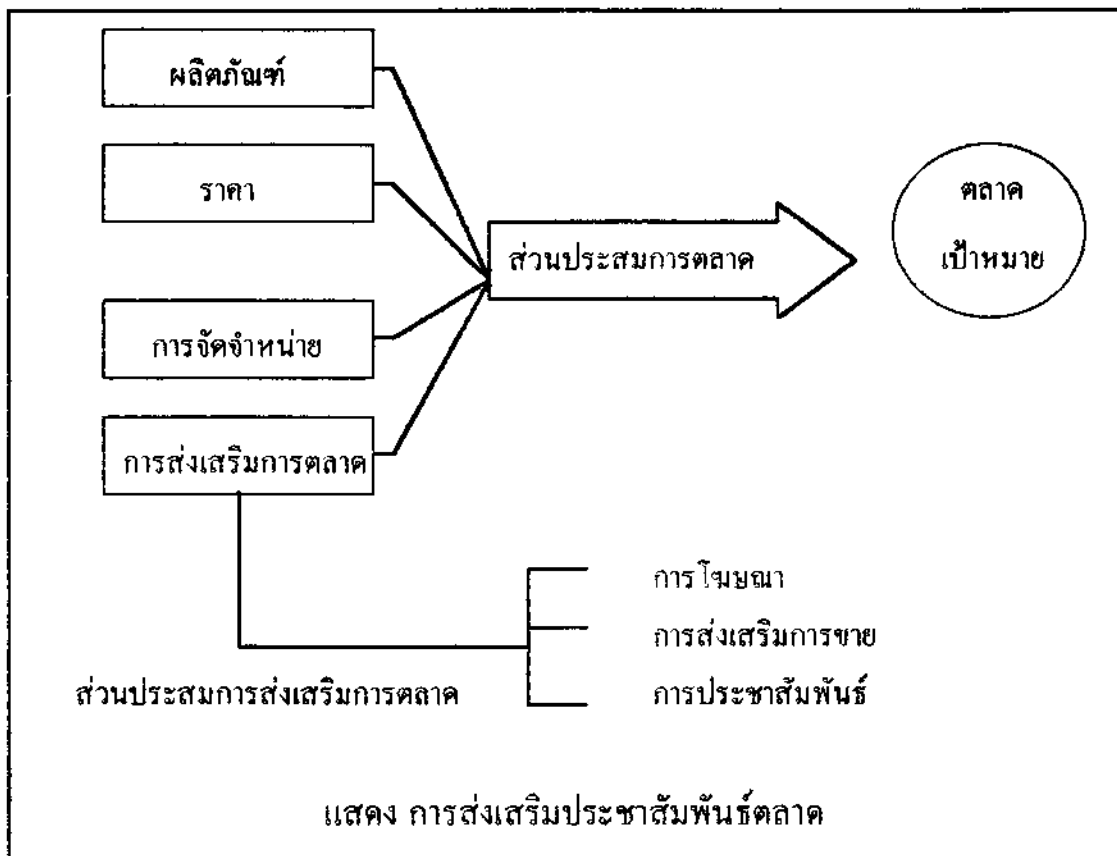 ผลิตภัณฑ์
ราคา
การจัดจำหน่าย
การส่งเสริมการตลาด
ส่วนประสมการตลาด
ตลาด
เป้าหมาย
การโฆษณา
การส่งเสริมการขาย
การประชาสัมพันธ์
ส่วนประสมการส่งเสริมการตลาด
แสดง การส่งเสริมประชาสัมพันธ์ตลาด